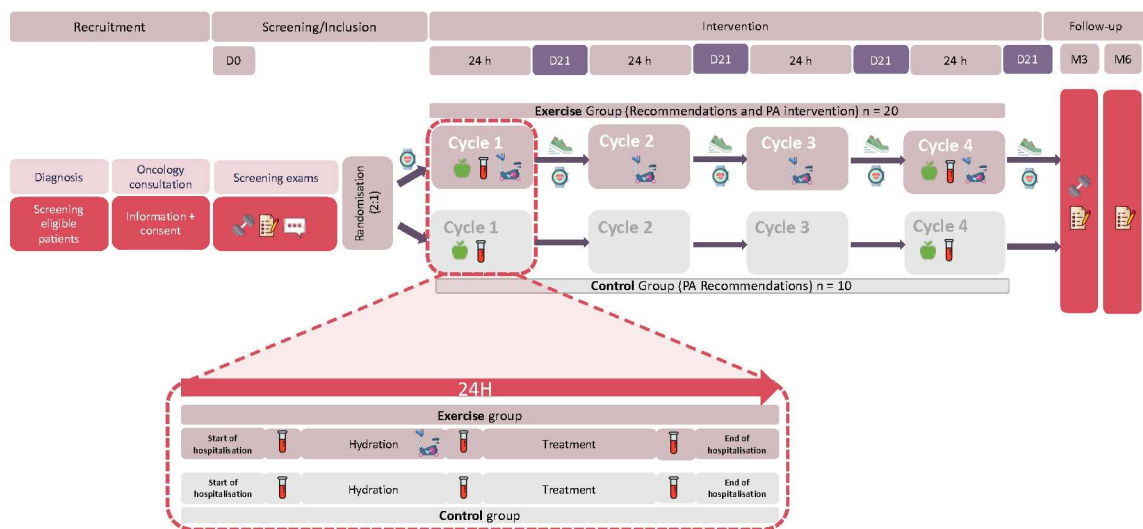 Recruitment
Screening/Inclusion
Intervention
Follow-up
D0
24 h
D21
24 h
D21
24 h
D21
24 h
D21
M3
M6
Exercise Group (Recommendations and PA intervention) n = 20
Cycle 1
Cycle 2
Cycle 3
Cycle 4
Diagnosis
Oncology
consultation
Screening exams
Randomisation
(2:1)
Screening
eligible
patients
Information +
consent
Cycle 1
Cycle 2
Cycle 3
Cycle 4
Control Group (PA Recommendations) n = 10
24H
Exercise group
Start of
hospitalisation
Hydration
Treatment
End of
hospitalisation
Start of
hospitalisation
Hydration
Treatment
End of
hospitalisation
Control group